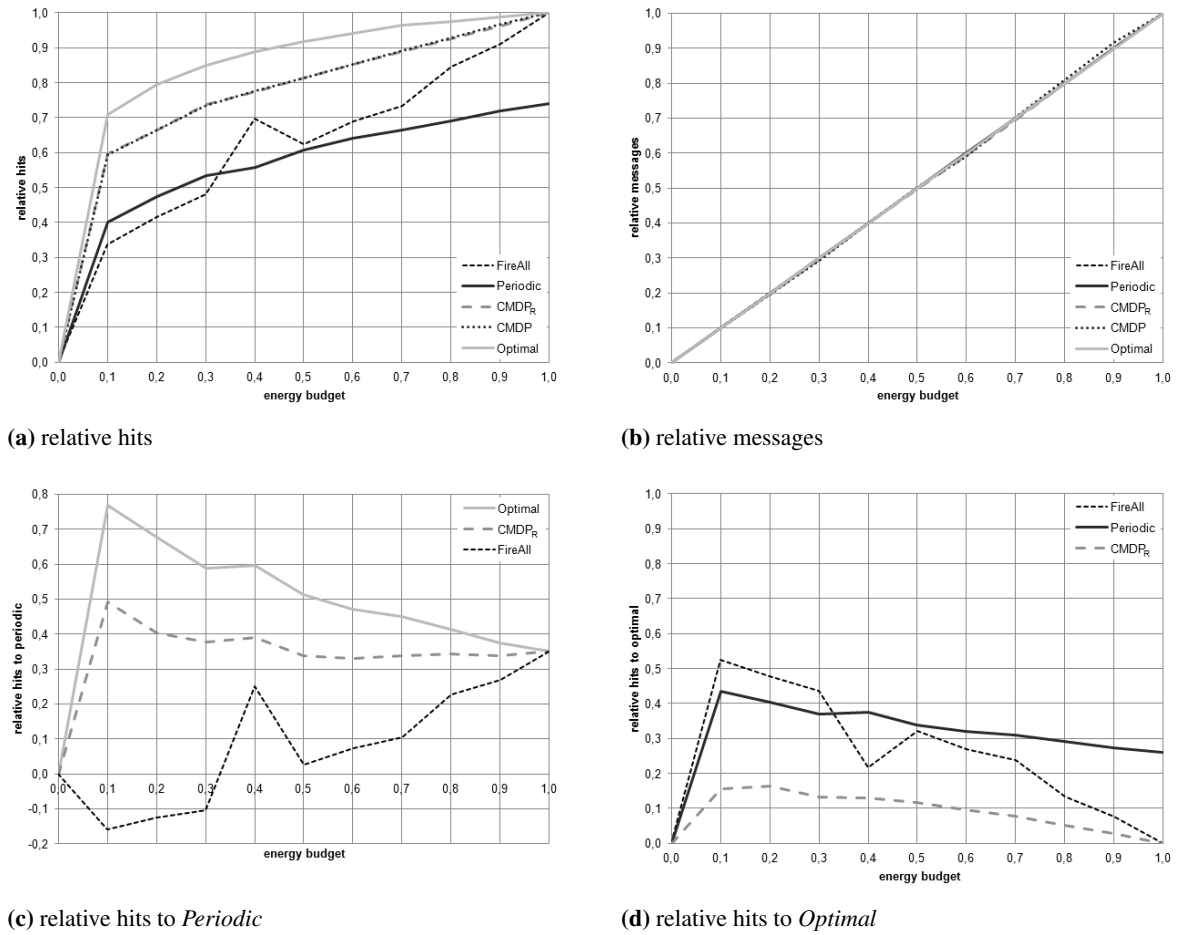 1,0
0,9
0,8
0,7
0,6
0,5
0,4
0,3
0,2
0,1
0,0
relative hits
FireAll
Periodic
CMDPR
CMDP
Optimal
0,0 0,1 0,2 0,3 0,4 0,5 0,6 0,7 0,8 0,9 1,0
energy budget
(a) relative hits
1,0
0,9
0,8
0,7
0,6
0,5
0,4
0,3
0,2
0,1
0,0
relative messages
FireAll
Periodic
CMDPR
CMDP
Optimal
0,0 0,1 0,2 0,3 0,4 0,5 0,6 0,7 0,8 0,9 1,0
energy budget
(b) relative messages
0,8
0,7
0,6
0,5
0,4
0,3
0,2
0,1
0,0
-0,1
-0,2
relative hits to periodic
Optimal
CMDPR
FireAll
0,0 0,1 0,2 0,3 0,4 0,5 0,6 0,7 0,8 0,9 1,0
energy budget
(c) relative hits to Periodic
1,0
0,9
0,8
0,7
0,6
0,5
0,4
0,3
0,2
0,1
0,0
relative hits to optimal
FireAll
Periodic
CMDPR
0,0 0,1 0,2 0,3 0,4 0,5 0,6 0,7 0,8 0,9 1,0
energy budget
(d) relative hits to Optimal